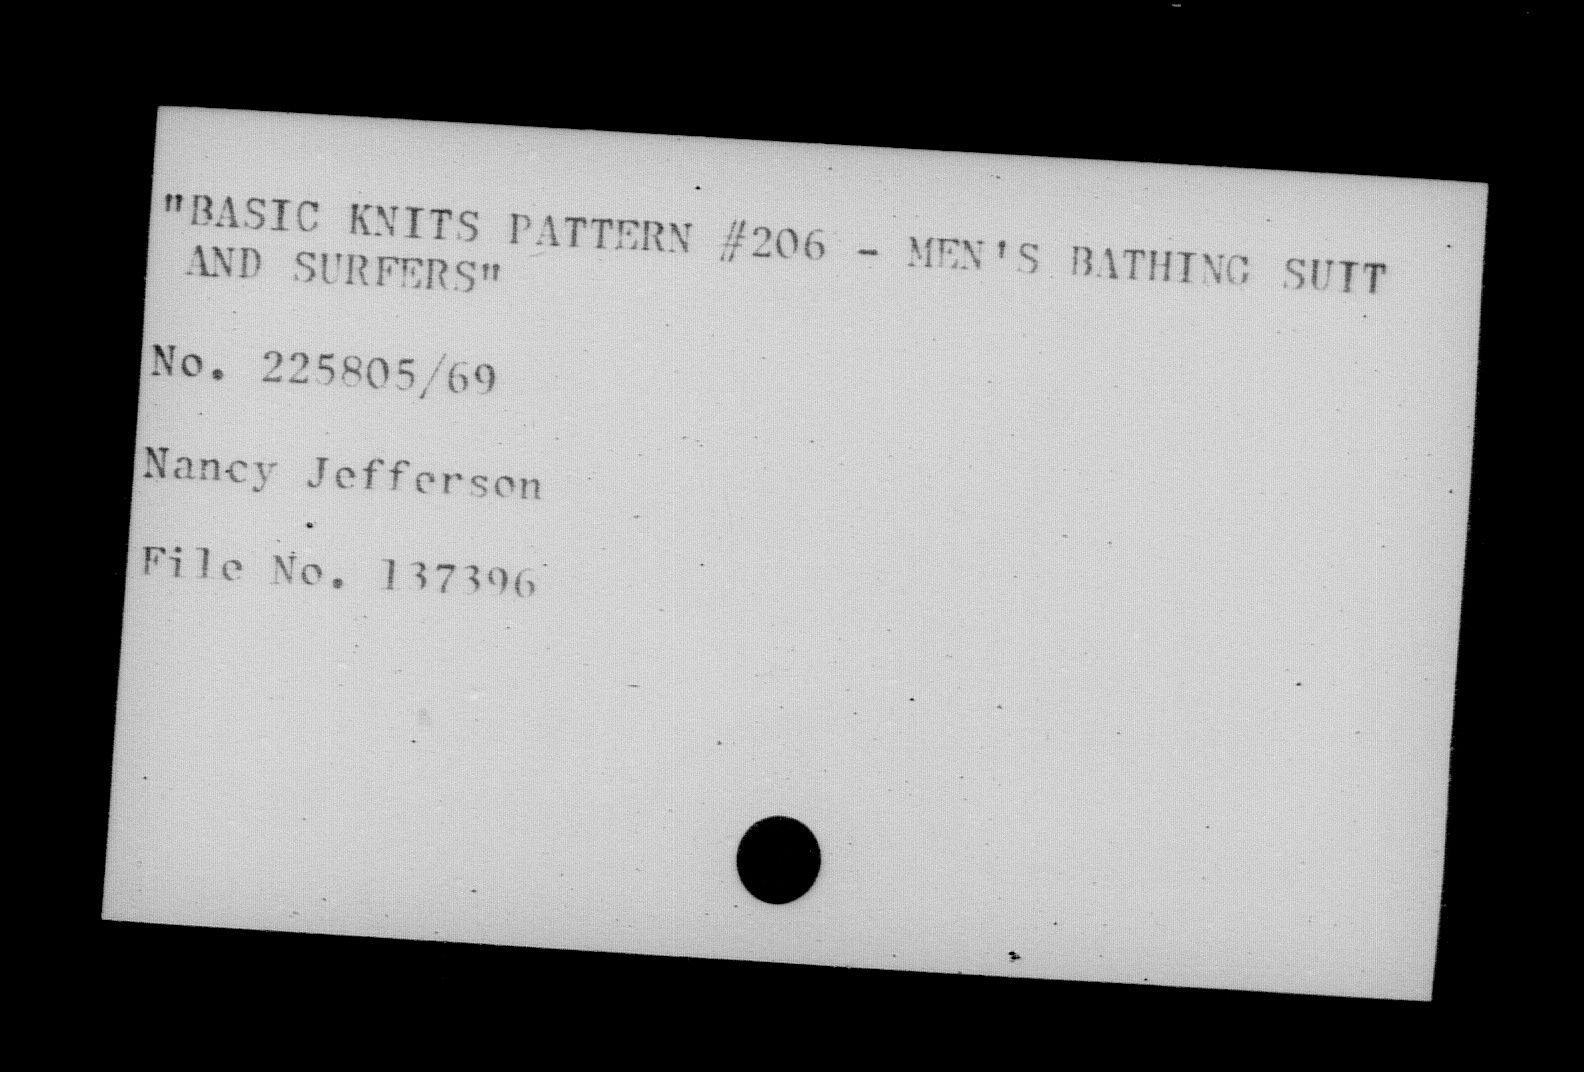 "BASIC KNITS PATTERN #206 - MEN'S BATHING SUIT
AND SURFERS"
No. 225805/69
Nancy Jefferson
File No. 137396